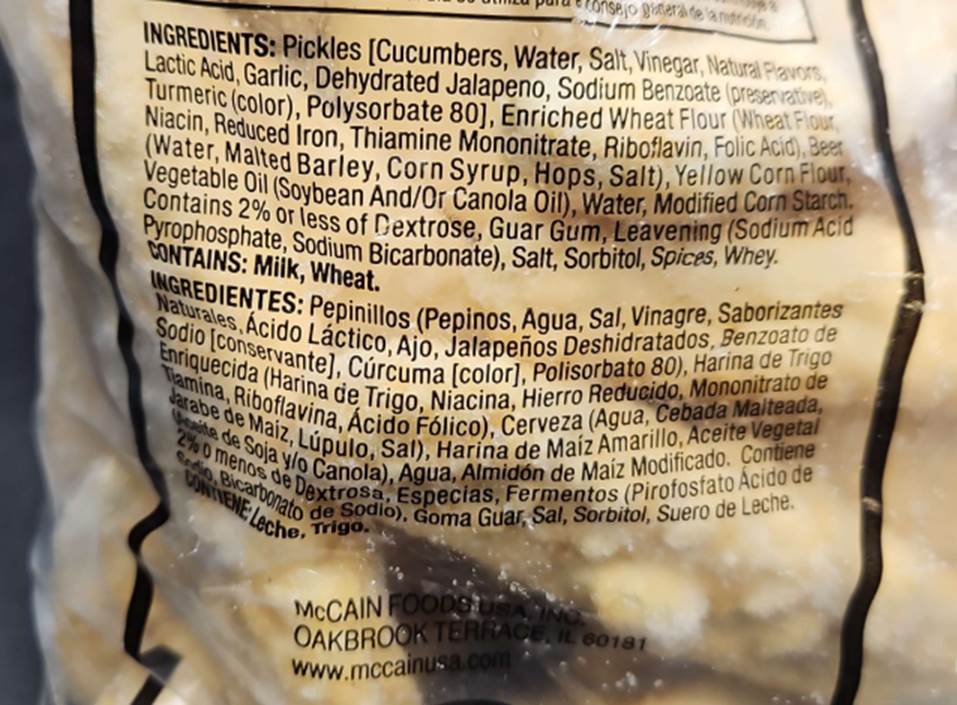 consejo general de la nutrición.
INGREDIENTS: Pickles [Cucumbers, Water, Salt, Vinegar, Natural Flavors,
Lactic Acid, Garlic, Dehydrated Jalapeno, Sodium Benzoate (preservative),
Turmeric (color), Polysorbate 80], Enriched Wheat Flour (Wheat Flour,
Niacin, Reduced Iron, Thiamine Mononitrate, Riboflavin, Folic Acid), Beer
(Water, Malted Barley, Corn Syrup, Hops, Salt), Yellow Corn Flour,
Vegetable Oil (Soybean And/Or Canola Oil), Water, Modified Corn Starch.
Contains 2% or less of Dextrose, Guar Gum, Leavening (Sodium Acid
Pyrophosphate, Sodium Bicarbonate), Salt, Sorbitol, Spices, Whey.
CONTAINS: Milk, Wheat.
INGREDIENTES: Pepinillos (Pepinos, Agua, Sal, Vinagre, Saborizantes
Naturales, Ácido Láctico, Ajo, Jalapeños Deshidratados, Benzoato de
Sodio [conservante], Cúrcuma [color], Polisorbato 80), Harina de Trigo
Enriquecida (Harina de Trigo, Niacina, Hierro Reducido, Mononitrato de
Tiamina, Riboflavina, Ácido Fólico), Cerveza (Agua, Cebada Malteada,
Jarabe de Maiz, Lúpulo, Sal), Harina de Maíz Amarillo, Aceite Vegetal
(Aceite de Soja y/o Canola), Agua, Almidón de Maíz Modificado. Contiene
2% o menos de Dextrosa, Especias, Fermentos (Pirofosfato Ácido de
Sodio, Bicarbonato de Sodio), Goma Guar, Sal, Sorbitol, Suero de Leche.
CONTIENE: Leche, Trigo.
McCAIN FOODS USA, INC.
OAKBROOK TERRACE, IL 60181
www.mccainusa.com